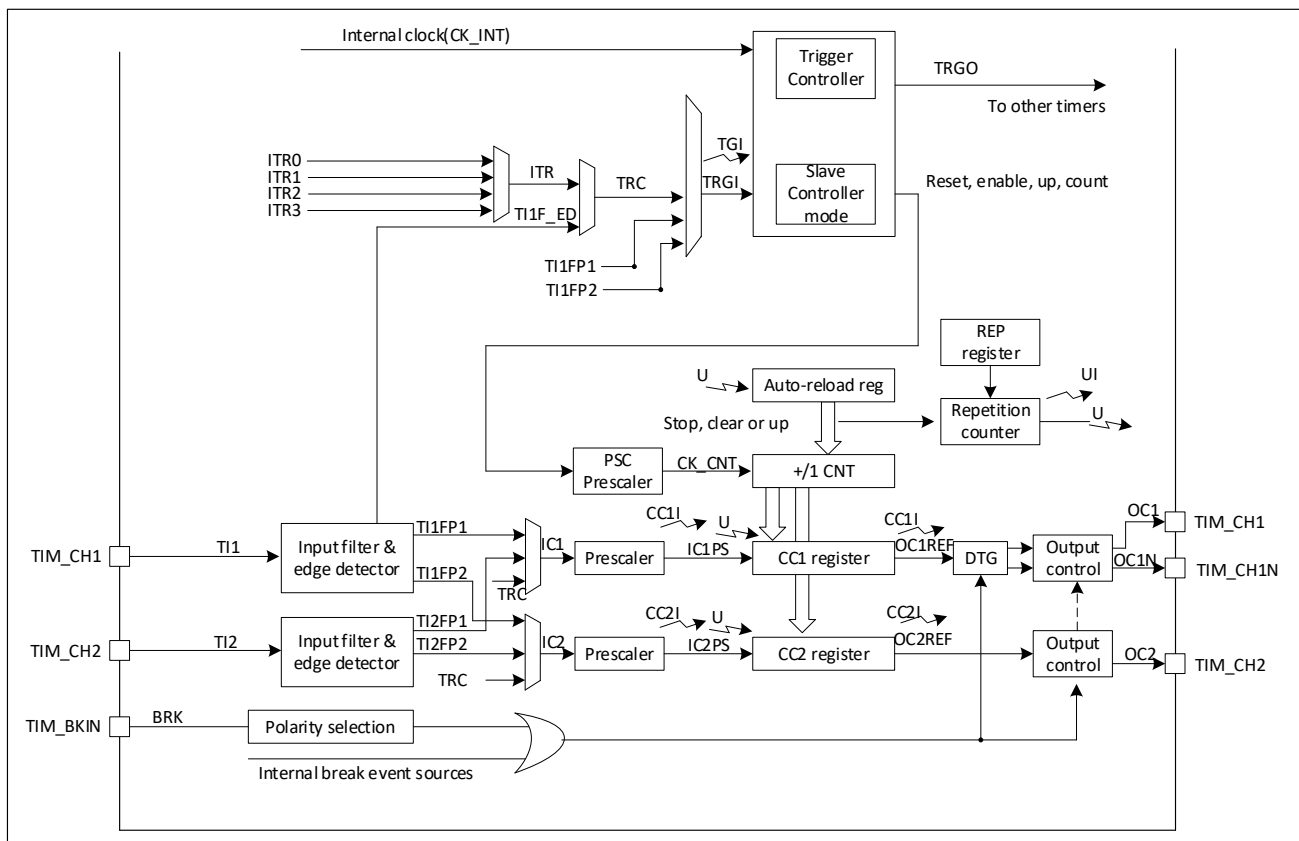 Internal clock(CK_INT)
Trigger
Controller
TRGO
To other timers
TGI
ITR0
ITR1
ITR2
ITR3
ITR
TI1F_ED
TRC
TRGI
Slave
Controller
mode
Reset, enable, up, count
TI1FP1
TI1FP2
REP
register
U
Auto-reload reg
UI
Repetition
counter
U
Stop, clear or up
PSC
Prescaler
CK_CNT
+/1 CNT
TIM_CH1
TI1
Input filter &
edge detector
TI1FP1
TI1FP2
TRC
IC1
Prescaler
CC1I
U
IC1PS
CC1 register
CC1I
OC1REF
DTG
Output
control
OC1
OC1N
TIM_CH1
TIM_CH1N
TIM_CH2
TI2
Input filter &
edge detector
TI2FP1
TI2FP2
TRC
IC2
Prescaler
CC2I
U
IC2PS
CC2 register
CC2I
OC2REF
Output
control
OC2
TIM_CH2
TIM_BKIN
BRK
Polarity selection
Internal break event sources